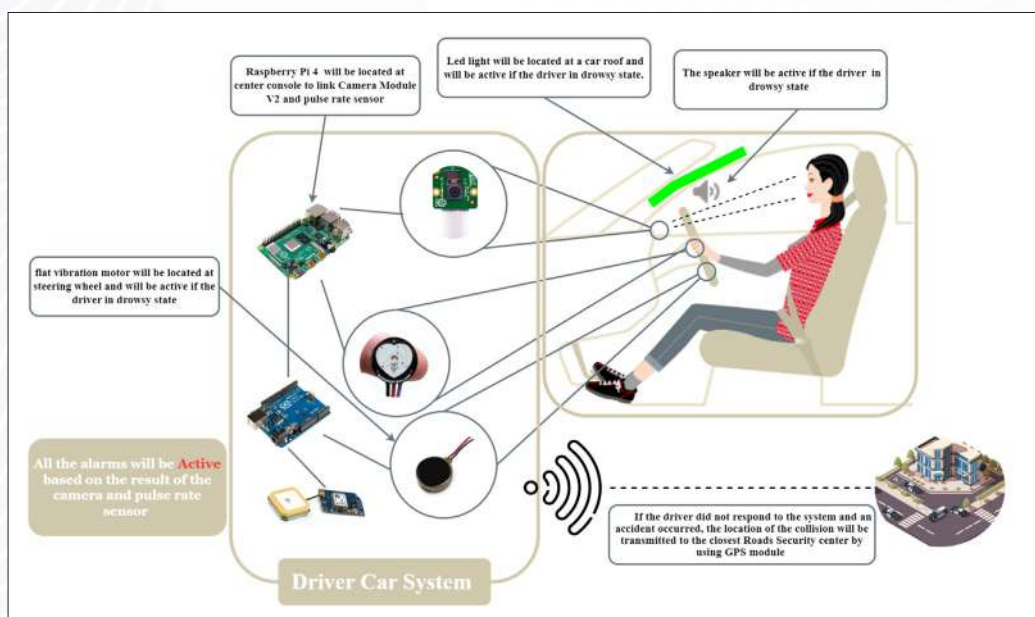 Raspberry Pi 4 will be located at
center console to link Camera Module
V2 and pulse rate sensor
Led light will be located at a car roof and
will be active if the driver in drowsy state.
The speaker will be active if the driver in
drowsy state
flat vibration motor will be located at
steering wheel and will be active if the
driver in drowsy state
All the alarms will be Active
based on the result of the
camera and pulse rate
sensor
If the driver did not respond to the system and an
accident occurred, the location of the collision will be
transmitted to the closest Roads Security center by
using GPS module
Driver Car System